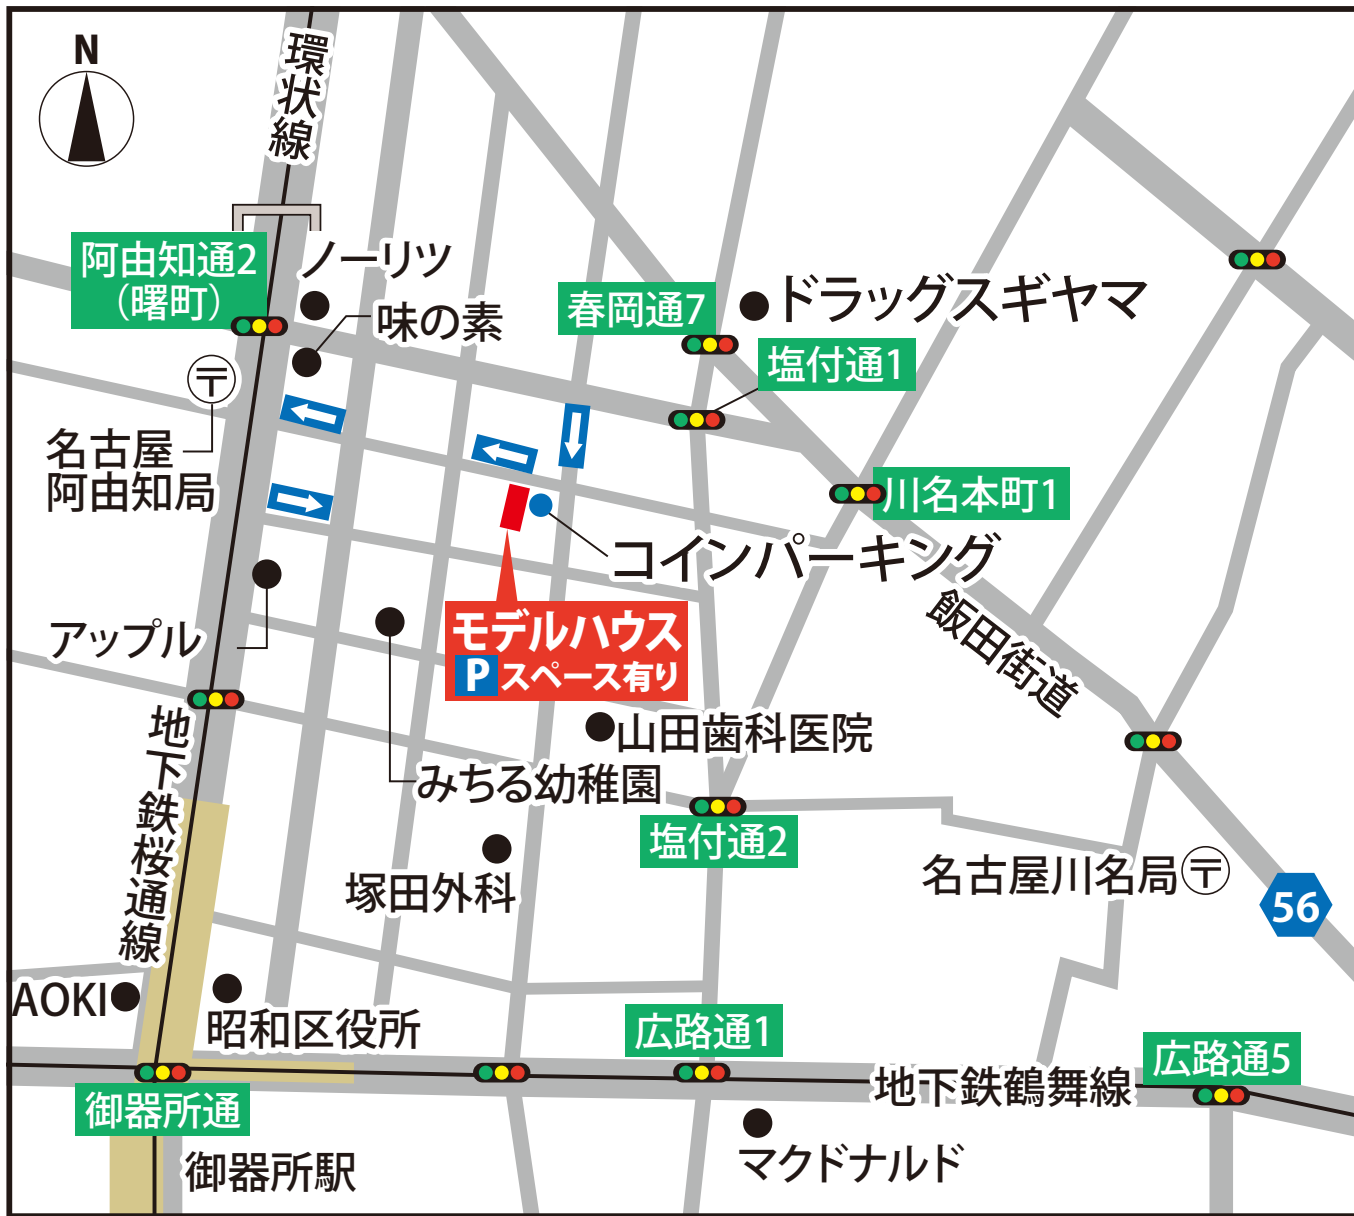 N
環状線
阿由知通2
（曙町）
ノーリツ
味の素
春岡通7
ドラッグスギヤマ
塩付通1
〒
名古屋
阿由知局
川名本町1
コインパーキング
飯田街道
アップル
モデルハウス
P スペース有り
地下鉄桜通線
山田歯科医院
みちる幼稚園
塩付通2
塚田外科
名古屋川名局〒
56
AOKI
昭和区役所
広路通1
広路通5
地下鉄鶴舞線
御器所通
御器所駅
マクドナルド